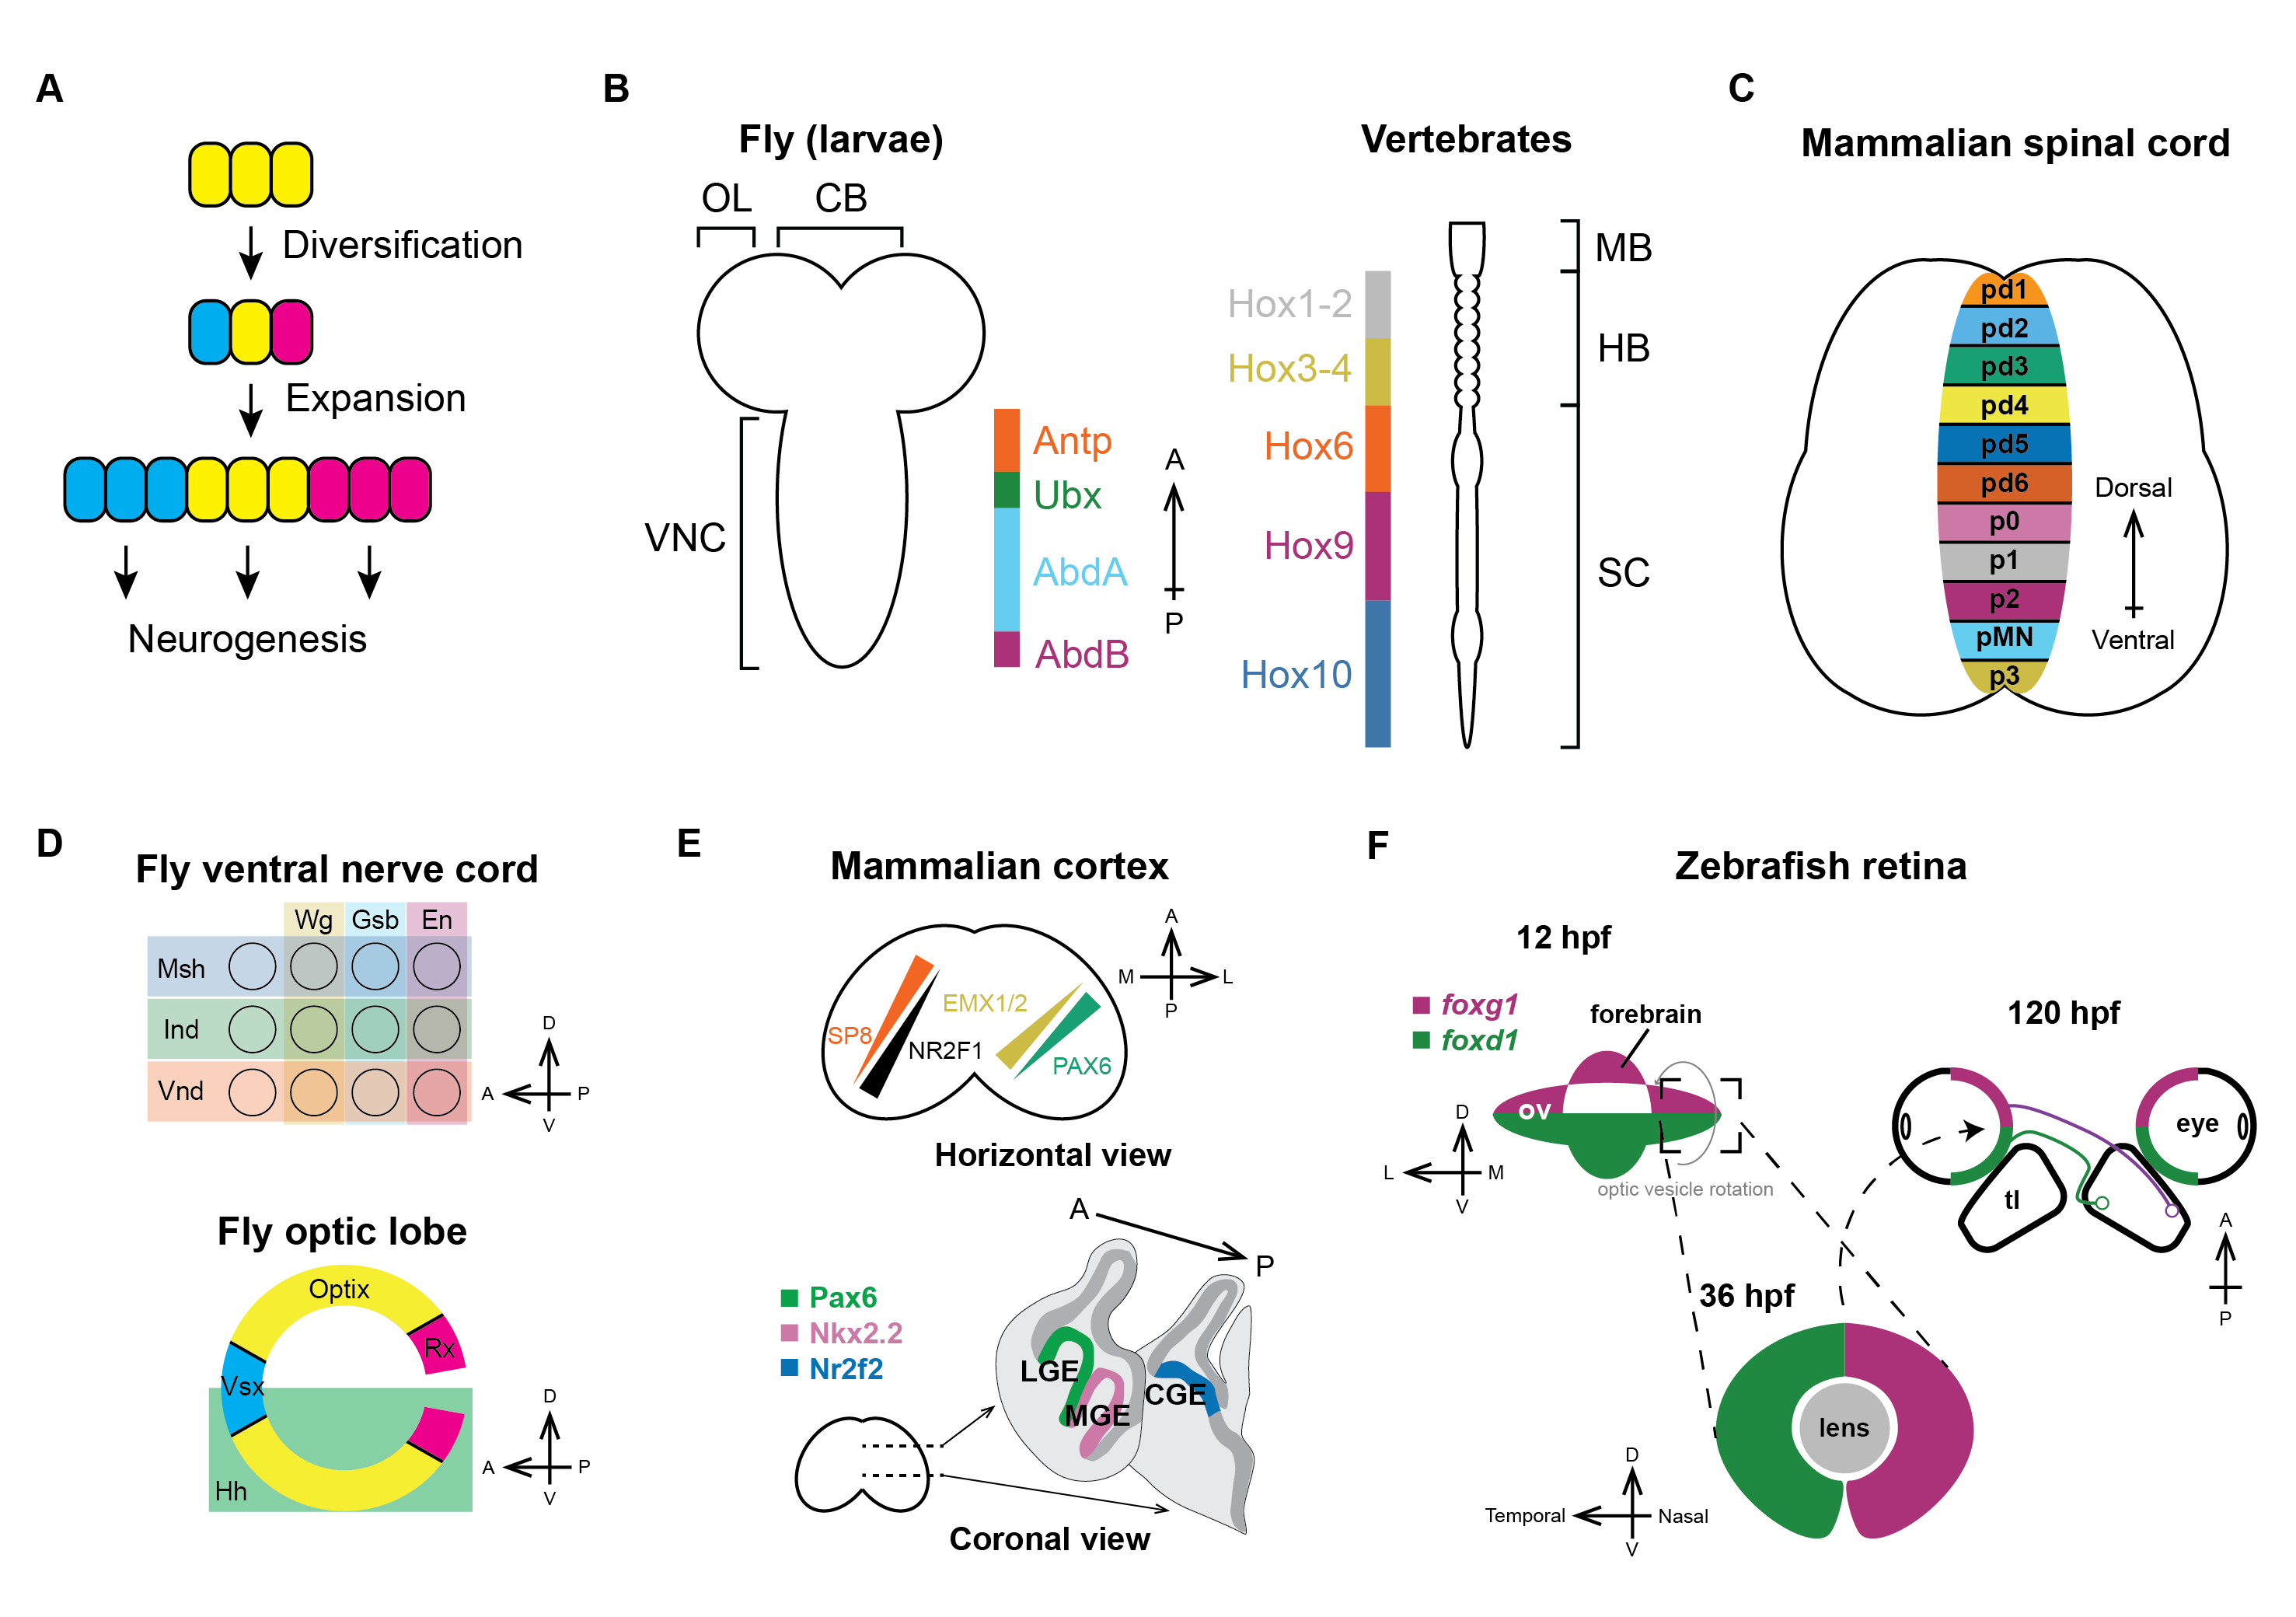 A
Diversification
Expansion
Neurogenesis
B
Fly (larvae)
OL
CB
VNC
Antp
Ubx
AbdA
AbdB
A
P
Vertebrates
Hox1-2
Hox3-4
Hox6
Hox9
Hox10
MB
HB
SC
C
Mammalian spinal cord
pd1
pd2
pd3
pd4
pd5
pd6
p0
p1
p2
pMN
p3
Dorsal
Ventral
D
Fly ventral nerve cord
Wg
Gsb
En
Msh
Ind
Vnd
D
A
P
V
Fly optic lobe
Optix
Rx
Vsx
Hh
D
A
P
V
E
Mammalian cortex
SP8
NR2F1
EMX1/2
PAX6
A
M
L
P
Horizontal view
A
P
Pax6
Nkx2.2
Nr2f2
LGE
MGE
CGE
Coronal view
F
Zebrafish retina
12 hpf
foxg1
foxd1
forebrain
ov
D
L
M
V
optic vesicle rotation
120 hpf
eye
tl
A
P
36 hpf
lens
D
Temporal
Nasal
V